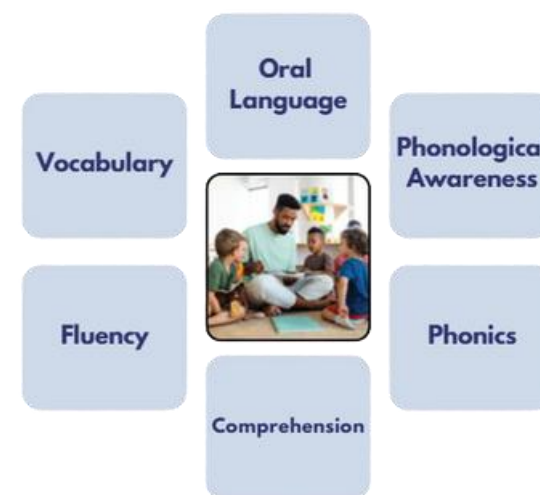 Oral
Language
Vocabulary
Phonologica
Awareness
Fluency
Phonics
Comprehension